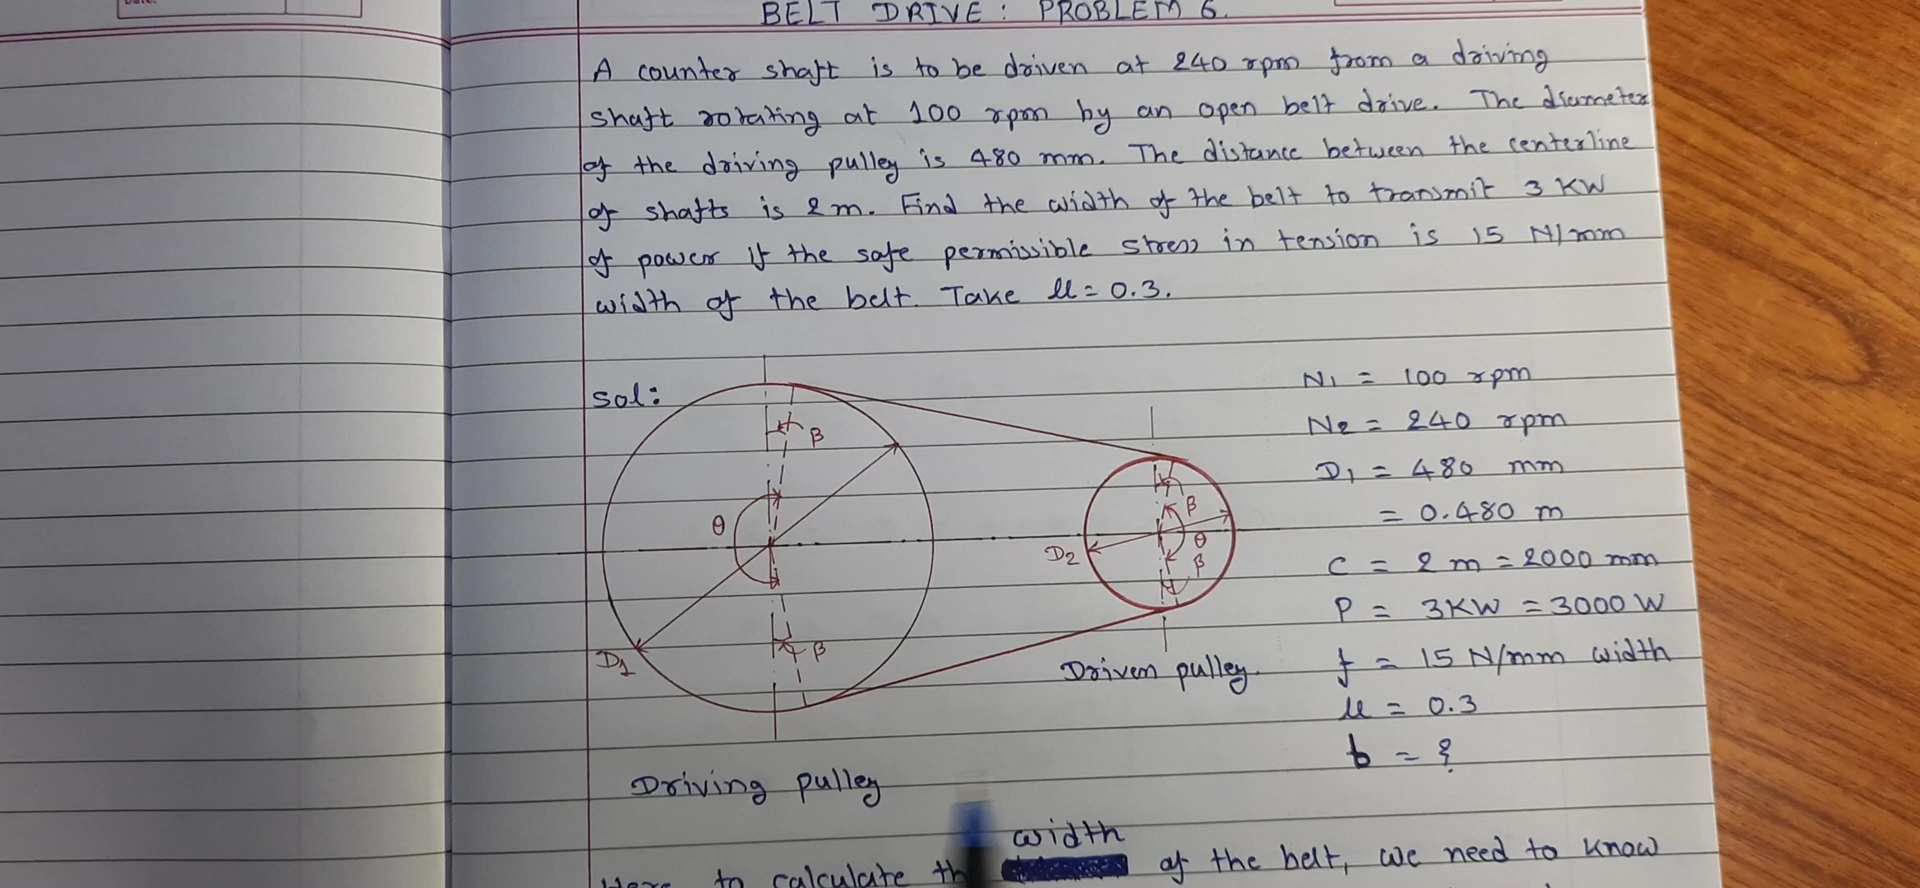 Date:
BELT DRIVE: PROBLEM 6.
A counter shaft is to be driven at 240 rpm from a driving
shaft rotating at 100 rpm by an open belt drive. The diameter
of the driving pulley is 480 mm. The distance between the centerline
of shafts is 2 m. Find the width of the belt to transmit 3 KW
of power if the safe permissible stress in tension is 15 N/mm
width of the belt. Take μ = 0.3.
Sol:
β
θ
D1
β
β
θ
β
D2
Driving pulley
Driven pulley.
N1 = 100 rpm
N2 = 240 rpm
D1 = 480 mm
= 0.480 m
C = 2 m = 2000 mm
P = 3KW = 3000 W
f = 15 N/mm width
μ = 0.3
b = ?
width
Here to calculate the of the belt, we need to know